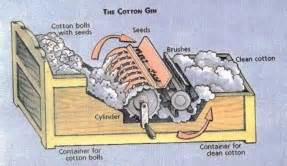 THE COTTON GIN
Cotton bolls
with seeds
Seeds
Brushes
Clean cotton
Cylinder
Container for
cotton bolls
Container for
clean cotton